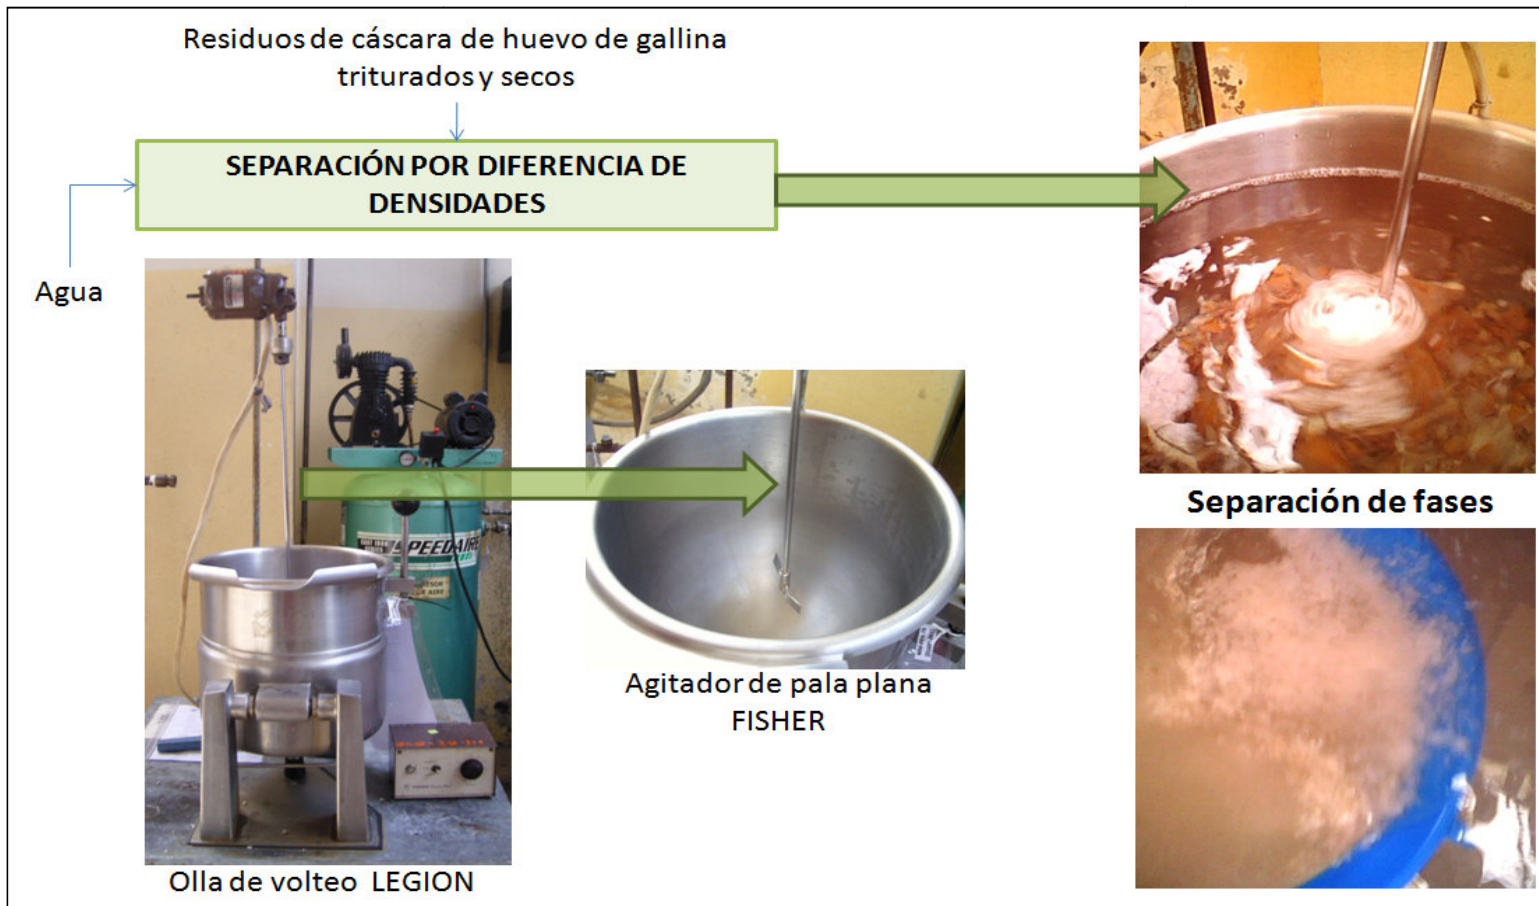 Residuos de cáscara de huevo de gallina
triturados y secos
SEPARACIÓN POR DIFERENCIA DE
DENSIDADES
Agua
SPEEDAIRE
Agitador de pala plana
FISHER
Olla de volteo LEGION
Separación de fases